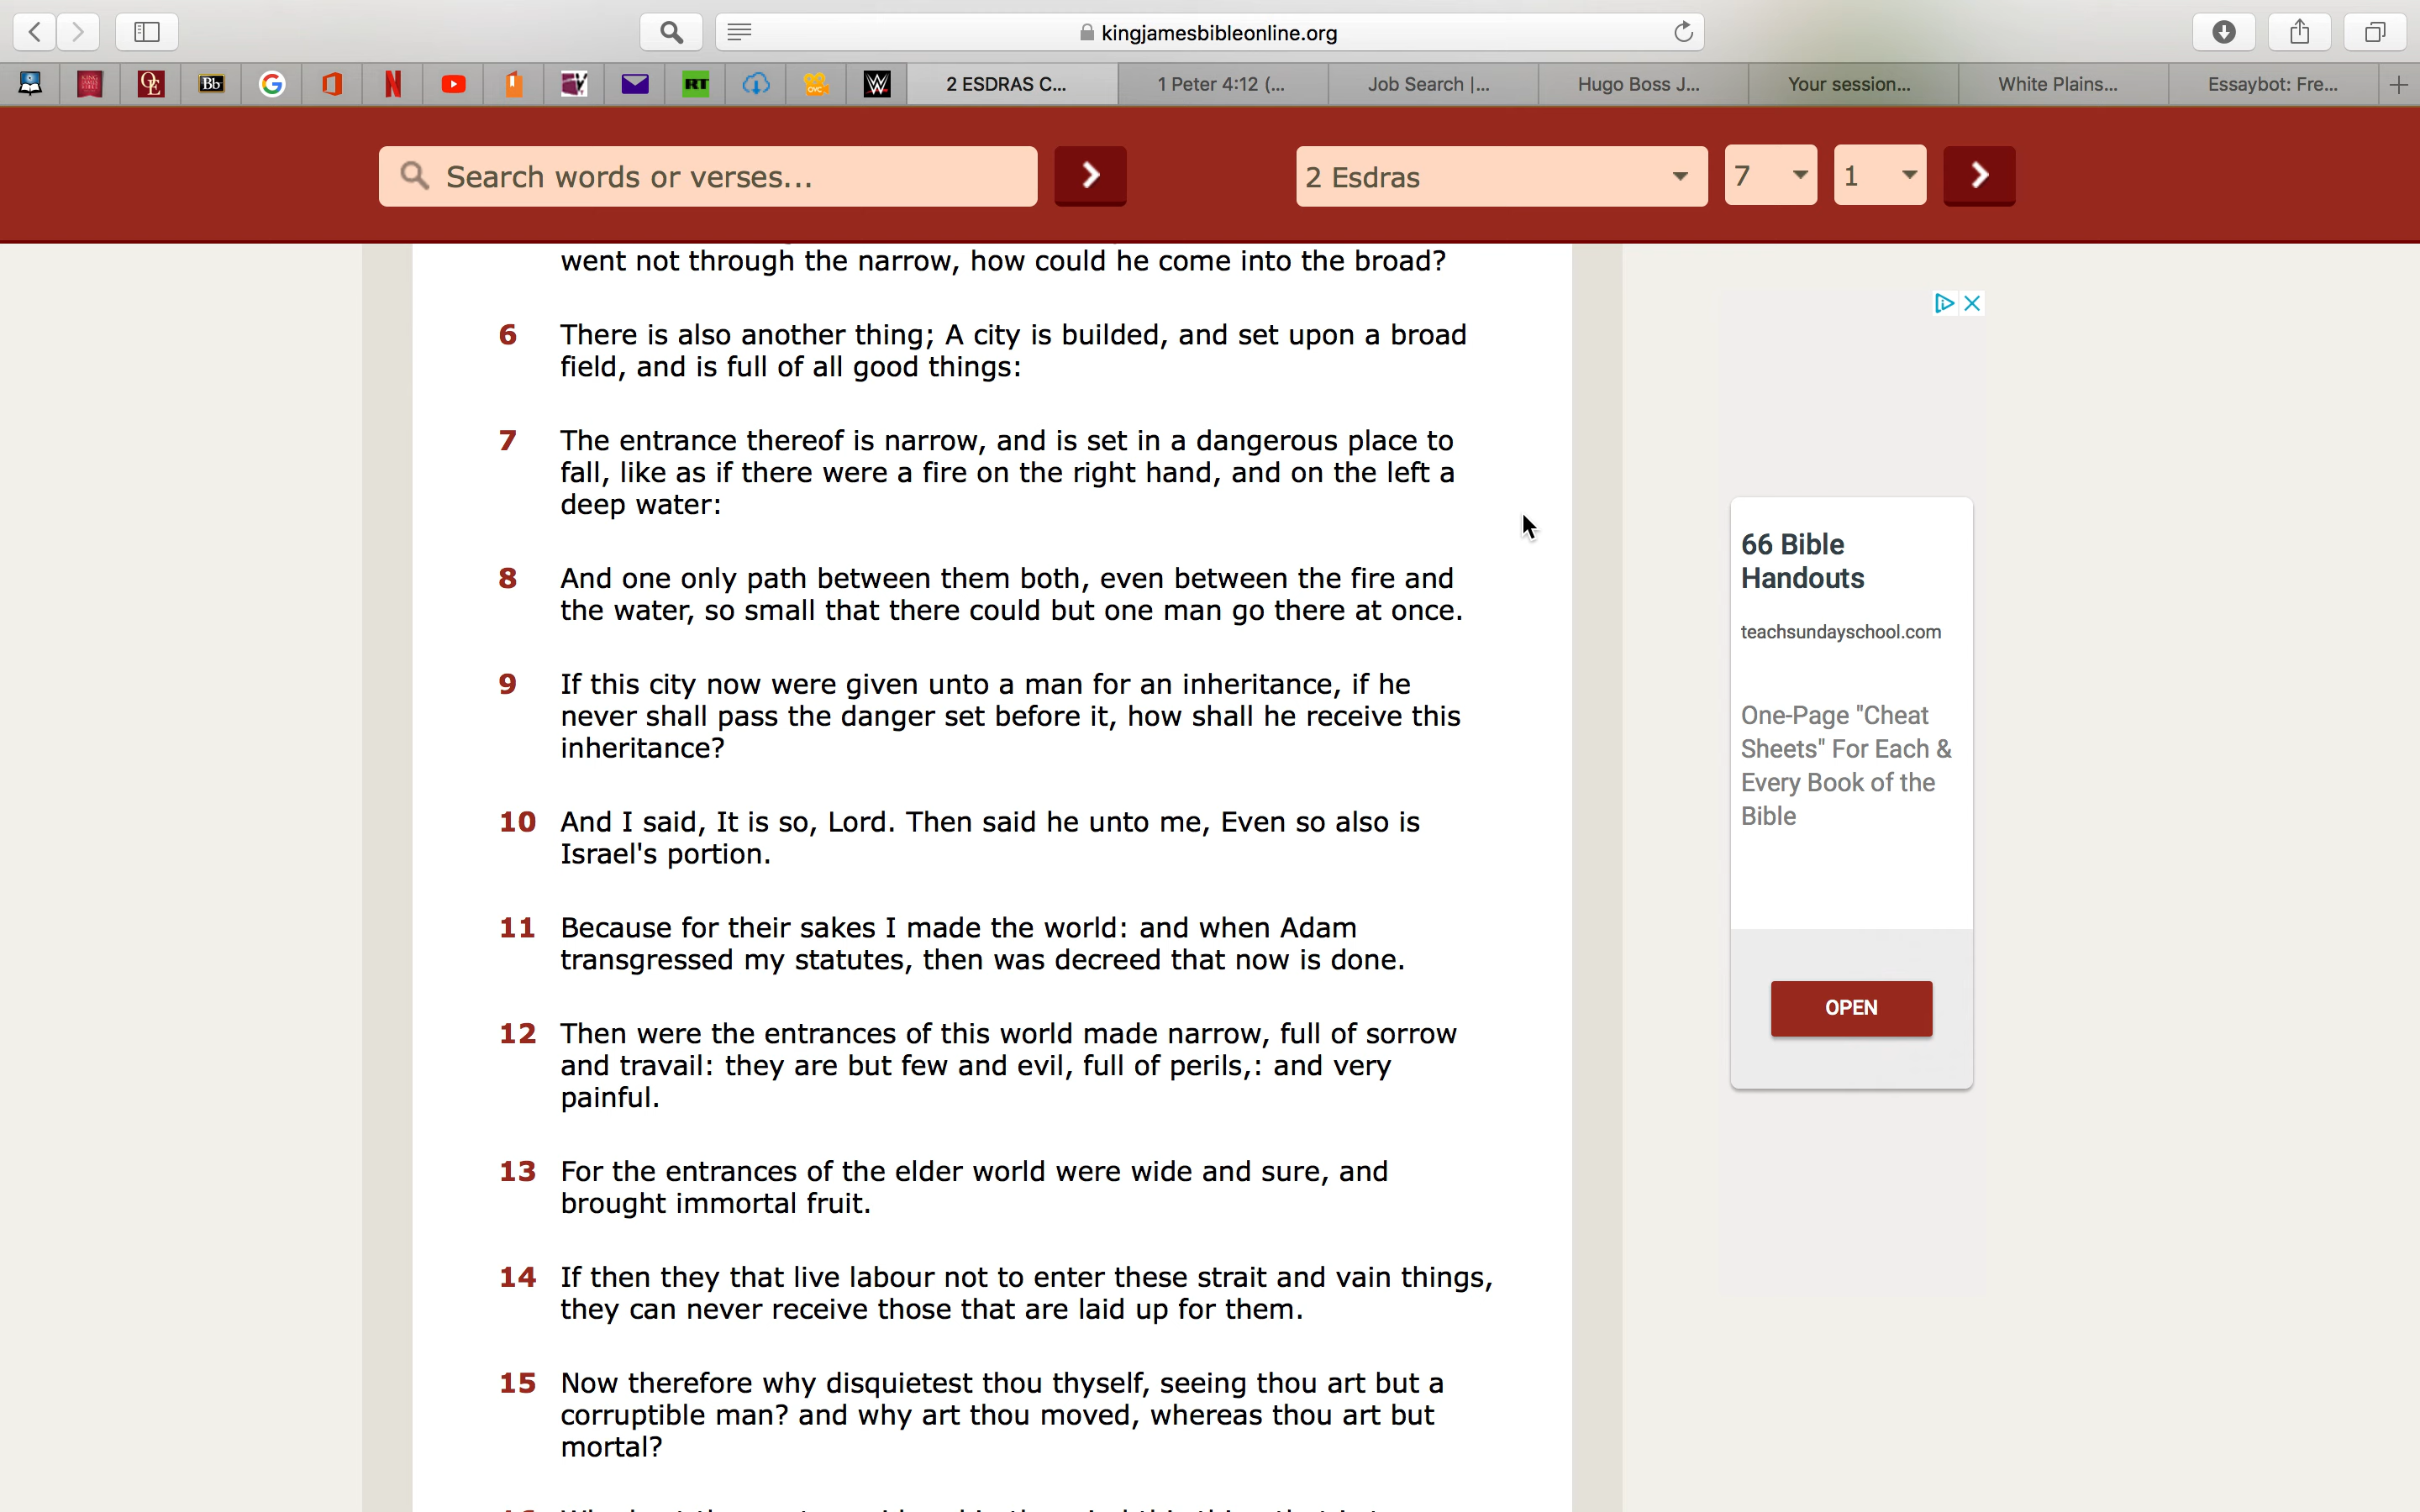 kingjamesbibleonline.org
Bb
RT
2 ESDRAS C...
1 Peter 4:12 (...
Job Search |...
Hugo Boss J...
Your session...
White Plains...
Essaybot: Fre...
Search words or verses...
2 Esdras
7
1
went not through the narrow, how could he come into the broad?
6 There is also another thing; A city is builded, and set upon a broad
field, and is full of all good things:
7 The entrance thereof is narrow, and is set in a dangerous place to
fall, like as if there were a fire on the right hand, and on the left a
deep water:
8 And one only path between them both, even between the fire and
the water, so small that there could but one man go there at once.
9 If this city now were given unto a man for an inheritance, if he
never shall pass the danger set before it, how shall he receive this
inheritance?
10 And I said, It is so, Lord. Then said he unto me, Even so also is
Israel's portion.
11 Because for their sakes I made the world: and when Adam
transgressed my statutes, then was decreed that now is done.
12 Then were the entrances of this world made narrow, full of sorrow
and travail: they are but few and evil, full of perils,: and very
painful.
13 For the entrances of the elder world were wide and sure, and
brought immortal fruit.
14 If then they that live labour not to enter these strait and vain things,
they can never receive those that are laid up for them.
15 Now therefore why disquietest thou thyself, seeing thou art but a
corruptible man? and why art thou moved, whereas thou art but
mortal?
66 Bible
Handouts
teachsundayschool.com
One-Page "Cheat
Sheets" For Each &
Every Book of the
Bible
OPEN